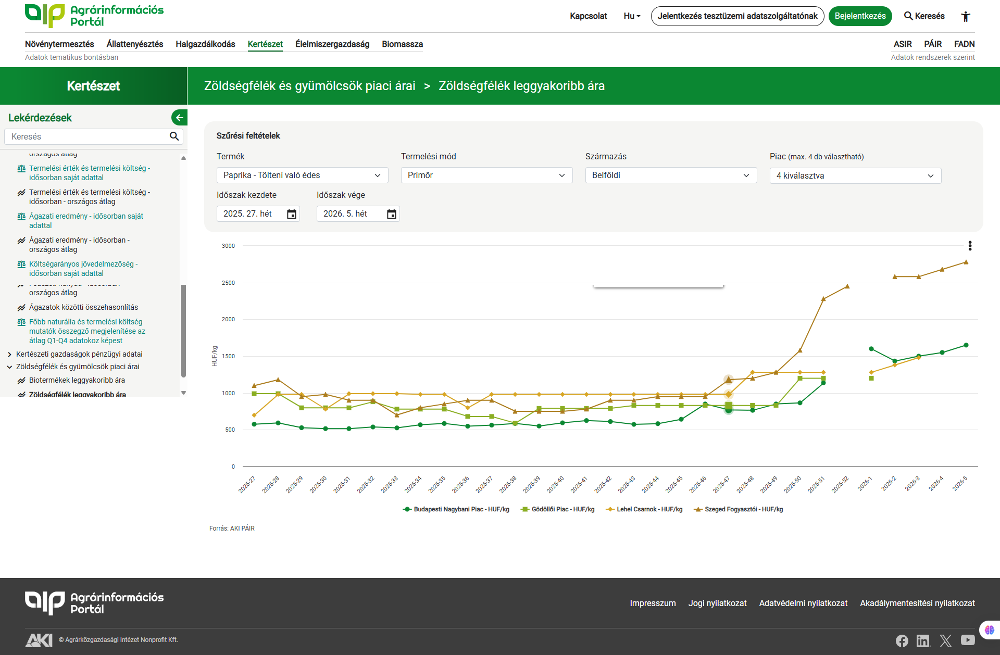 Agrárinformációs
Portál
Kapcsolat
Hu
Jelentkezés tesztüzemi adatszolgáltatónak
Bejelentkezés
Keresés
Növénytermesztés
Állattenyésztés
Halgazdálkodás
Kertészet
Élelmiszergazdaság
Biomassza
ASIR
PÁIR
FADN
Adatok tematikus bontásban
Adatok rendszerek szerint
Kertészet
Zöldségfélék és gyümölcsök piaci árai > Zöldségfélék leggyakoribb ára
Lekérdezések
Keresés
országos átlag
Termelési érték és termelési költség -
idősorban saját adattal
Termelési érték és termelési költség -
idősorban - országos átlag
Ágazati eredmény - idősorban saját
adattal
Ágazati eredmény - idősorban -
országos átlag
Költségarányos jövedelmezőség -
idősorban saját adattal
országos átlag
Ágazatok közötti összehasonlítás
Főbb naturália és termelési költség
mutatók összegző megjelenítése az
átlag Q1-Q4 adatokoz képest
Kertészeti gazdaságok pénzügyi adatai
Zöldségfélék és gyümölcsök piaci árai
Biotermékek leggyakoribb ára
Zöldségfélék leggyakoribb ára
Szűrési feltételek
Termék
Termelési mód
Származás
Piac (max. 4 db választható)
Paprika - Tölteni való édes
Primőr
Belföldi
4 kiválasztva
Időszak kezdete
Időszak vége
2025. 27. hét
2026. 5. hét
3000
2500
2000
1500
1000
500
0
HUF/kg
2025-27
2025-28
2025-29
2025-30
2025-31
2025-32
2025-33
2025-34
2025-35
2025-36
2025-37
2025-38
2025-39
2025-40
2025-41
2025-42
2025-43
2025-44
2025-45
2025-46
2025-47
2025-48
2025-49
2025-50
2025-51
2025-52
2026-1
2026-2
2026-3
2026-4
2026-5
Budapesti Nagybani Piac - HUF/kg
Gödöllői Piac - HUF/kg
Lehel Csarnok - HUF/kg
Szeged Fogyasztói - HUF/kg
Forrás: AKI PÁIR
Agrárinformációs
Portál
Impresszum
Jogi nyilatkozat
Adatvédelmi nyilatkozat
Akadálymentesítési nyilatkozat
AKI
© Agrárközgazdasági Intézet Nonprofit Kft.